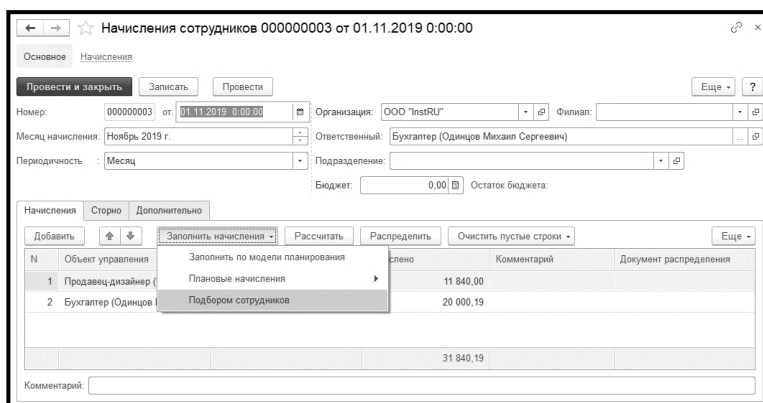 Начисления сотрудников 000000003 от 01.11.2019 0:00:00
Основное Начисления
Провести и закрыть Записать Провести Еще ?
Номер: 000000003 от: 01.11.2019 0:00:00 Организация: ООО "InstRU" Филиал:
Месяц начисления: Ноябрь 2019 г. Ответственный: Бухгалтер (Одинцов Михаил Сергеевич)
Периодичность : Месяц Подразделение:
Бюджет: 0,00 Остаток бюджета:
Начисления Сторно Дополнительно
Добавить Заполнить начисления Рассчитать Распределить Очистить пустые строки Еще
N Объект управления Заполнить по модели планирования слено Комментарий Документ распределения
1 Продавец-дизайнер ( Плановые начисления 11 840,00
2 Бухгалтер (Одинцов Подбором сотрудников 20 000,19
31 840,19
Комментарий: